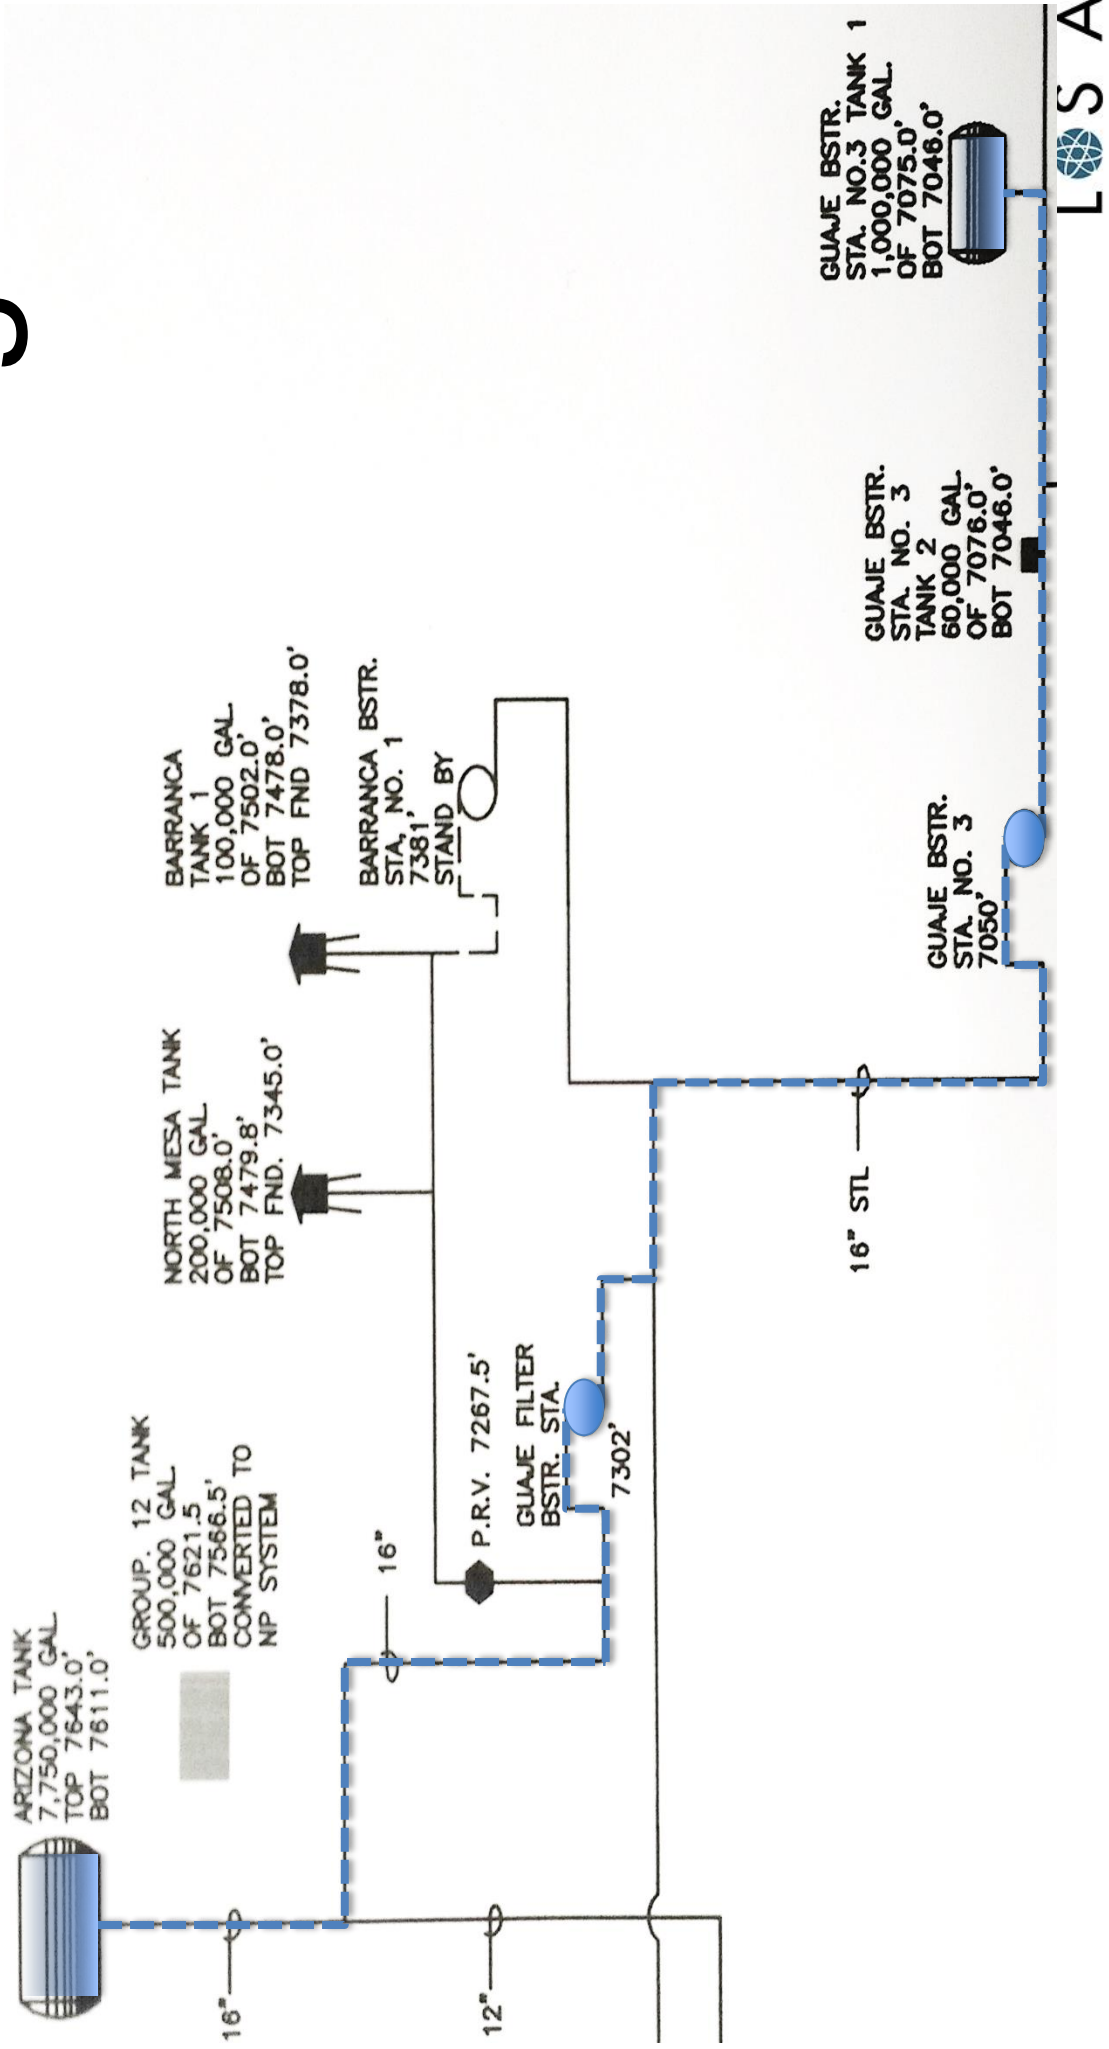 ARIZONA TANK
7,750,000 GAL.
TOP 7643.0'
BOT 7611.0'
GROUP. 12 TANK
500,000 GAL.
OF 7621.5
BOT 7566.5'
CONVERTED TO
NP SYSTEM
NORTH MESA TANK
200,000 GAL.
OF 7508.0'
BOT 7479.8'
TOP FND. 7345.0'
BARRANCA
TANK 1
100,000 GAL.
OF 7502.0'
BOT 7478.0'
TOP FND 7378.0'
BARRANCA BSTR.
STA, NO. 1
7381'
STAND BY
16"
16"
12"
P.R.V. 7267.5'
GUAJE FILTER
BSTR. STA.
7302'
16" STL
GUAJE BSTR.
STA. NO. 3
7050'
GUAJE BSTR.
STA. NO. 3
TANK 2
60,000 GAL.
OF 7076.0'
BOT 7046.0'
GUAJE BSTR.
STA. NO.3 TANK 1
1,000,000 GAL.
OF 7075.0'
BOT 7046.0'
LOS A